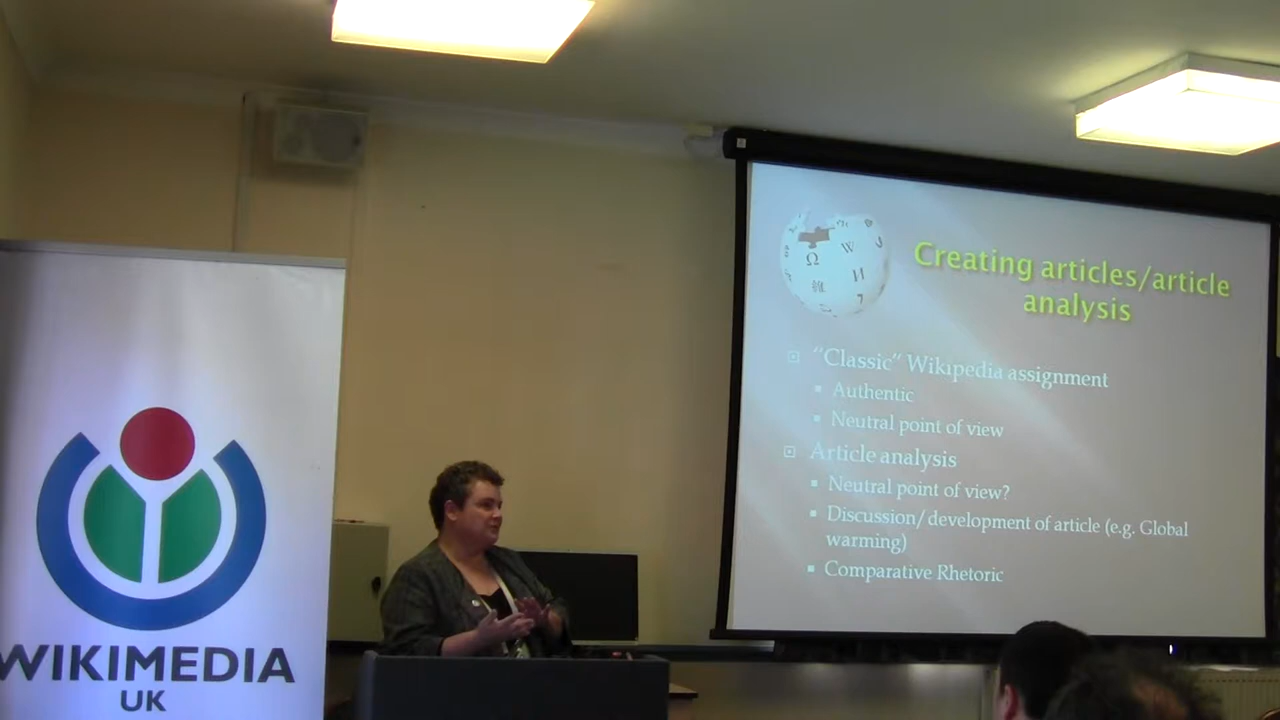 WIKIMEDIA
UK
Creating articles/article
analysis
“Classic” Wikipedia assignment
Authentic
Neutral point of view
Article analysis
Neutral point of view?
Discussion/development of article (e.g. Global
warming)
Comparative Rhetoric